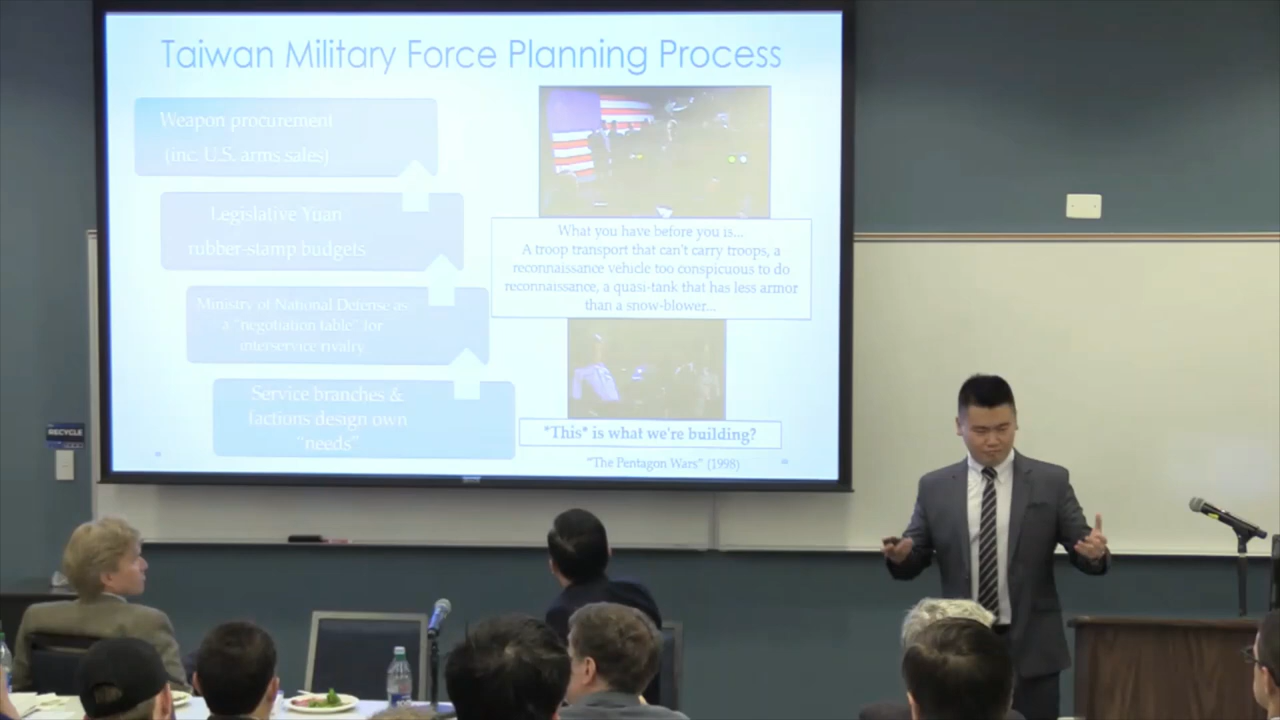 Taiwan Military Force Planning Process
Weapon procurement
(inc. U.S. arms sales)
Legislative Yuan
rubber-stamp budgets
Ministry of National Defense as
a "negotiation table" for
interservice rivalry
Service branches &
factions design own
"needs"
What you have before you is...
A troop transport that can't carry troops, a
reconnaissance vehicle too conspicuous to do
reconnaissance, a quasi-tank that has less armor
than a snow-blower...
*This* is what we're building?
"The Pentagon Wars" (1998)
RECYCLE